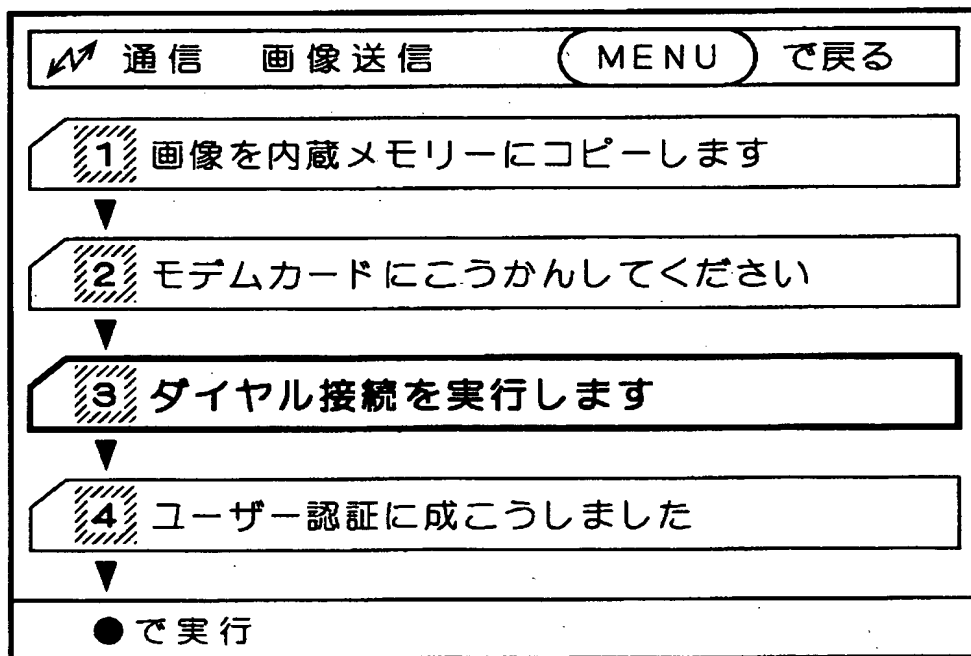 通信 画像送信 MENU で戻る
1 画像を内蔵メモリーにコピーします
▼
2 モデムカードにこうかんしてください
▼
3 ダイヤル接続を実行します
▼
4 ユーザー認証に成こうしました
▼
●で実行